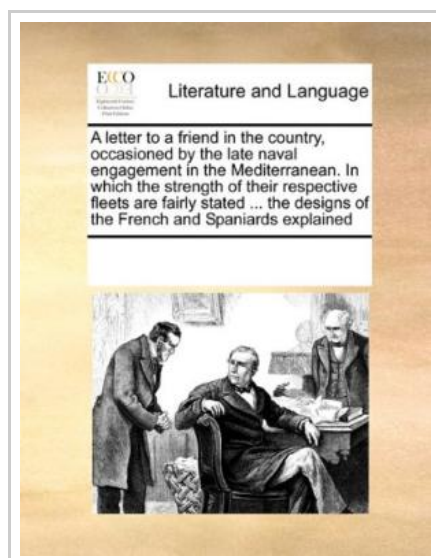 ECCO
Literature and Language
A letter to a friend in the country,
occasioned by the late naval
engagement in the Mediterranean. In
which the strength of their respective
fleets are fairly stated ... the designs of
the French and Spaniards explained